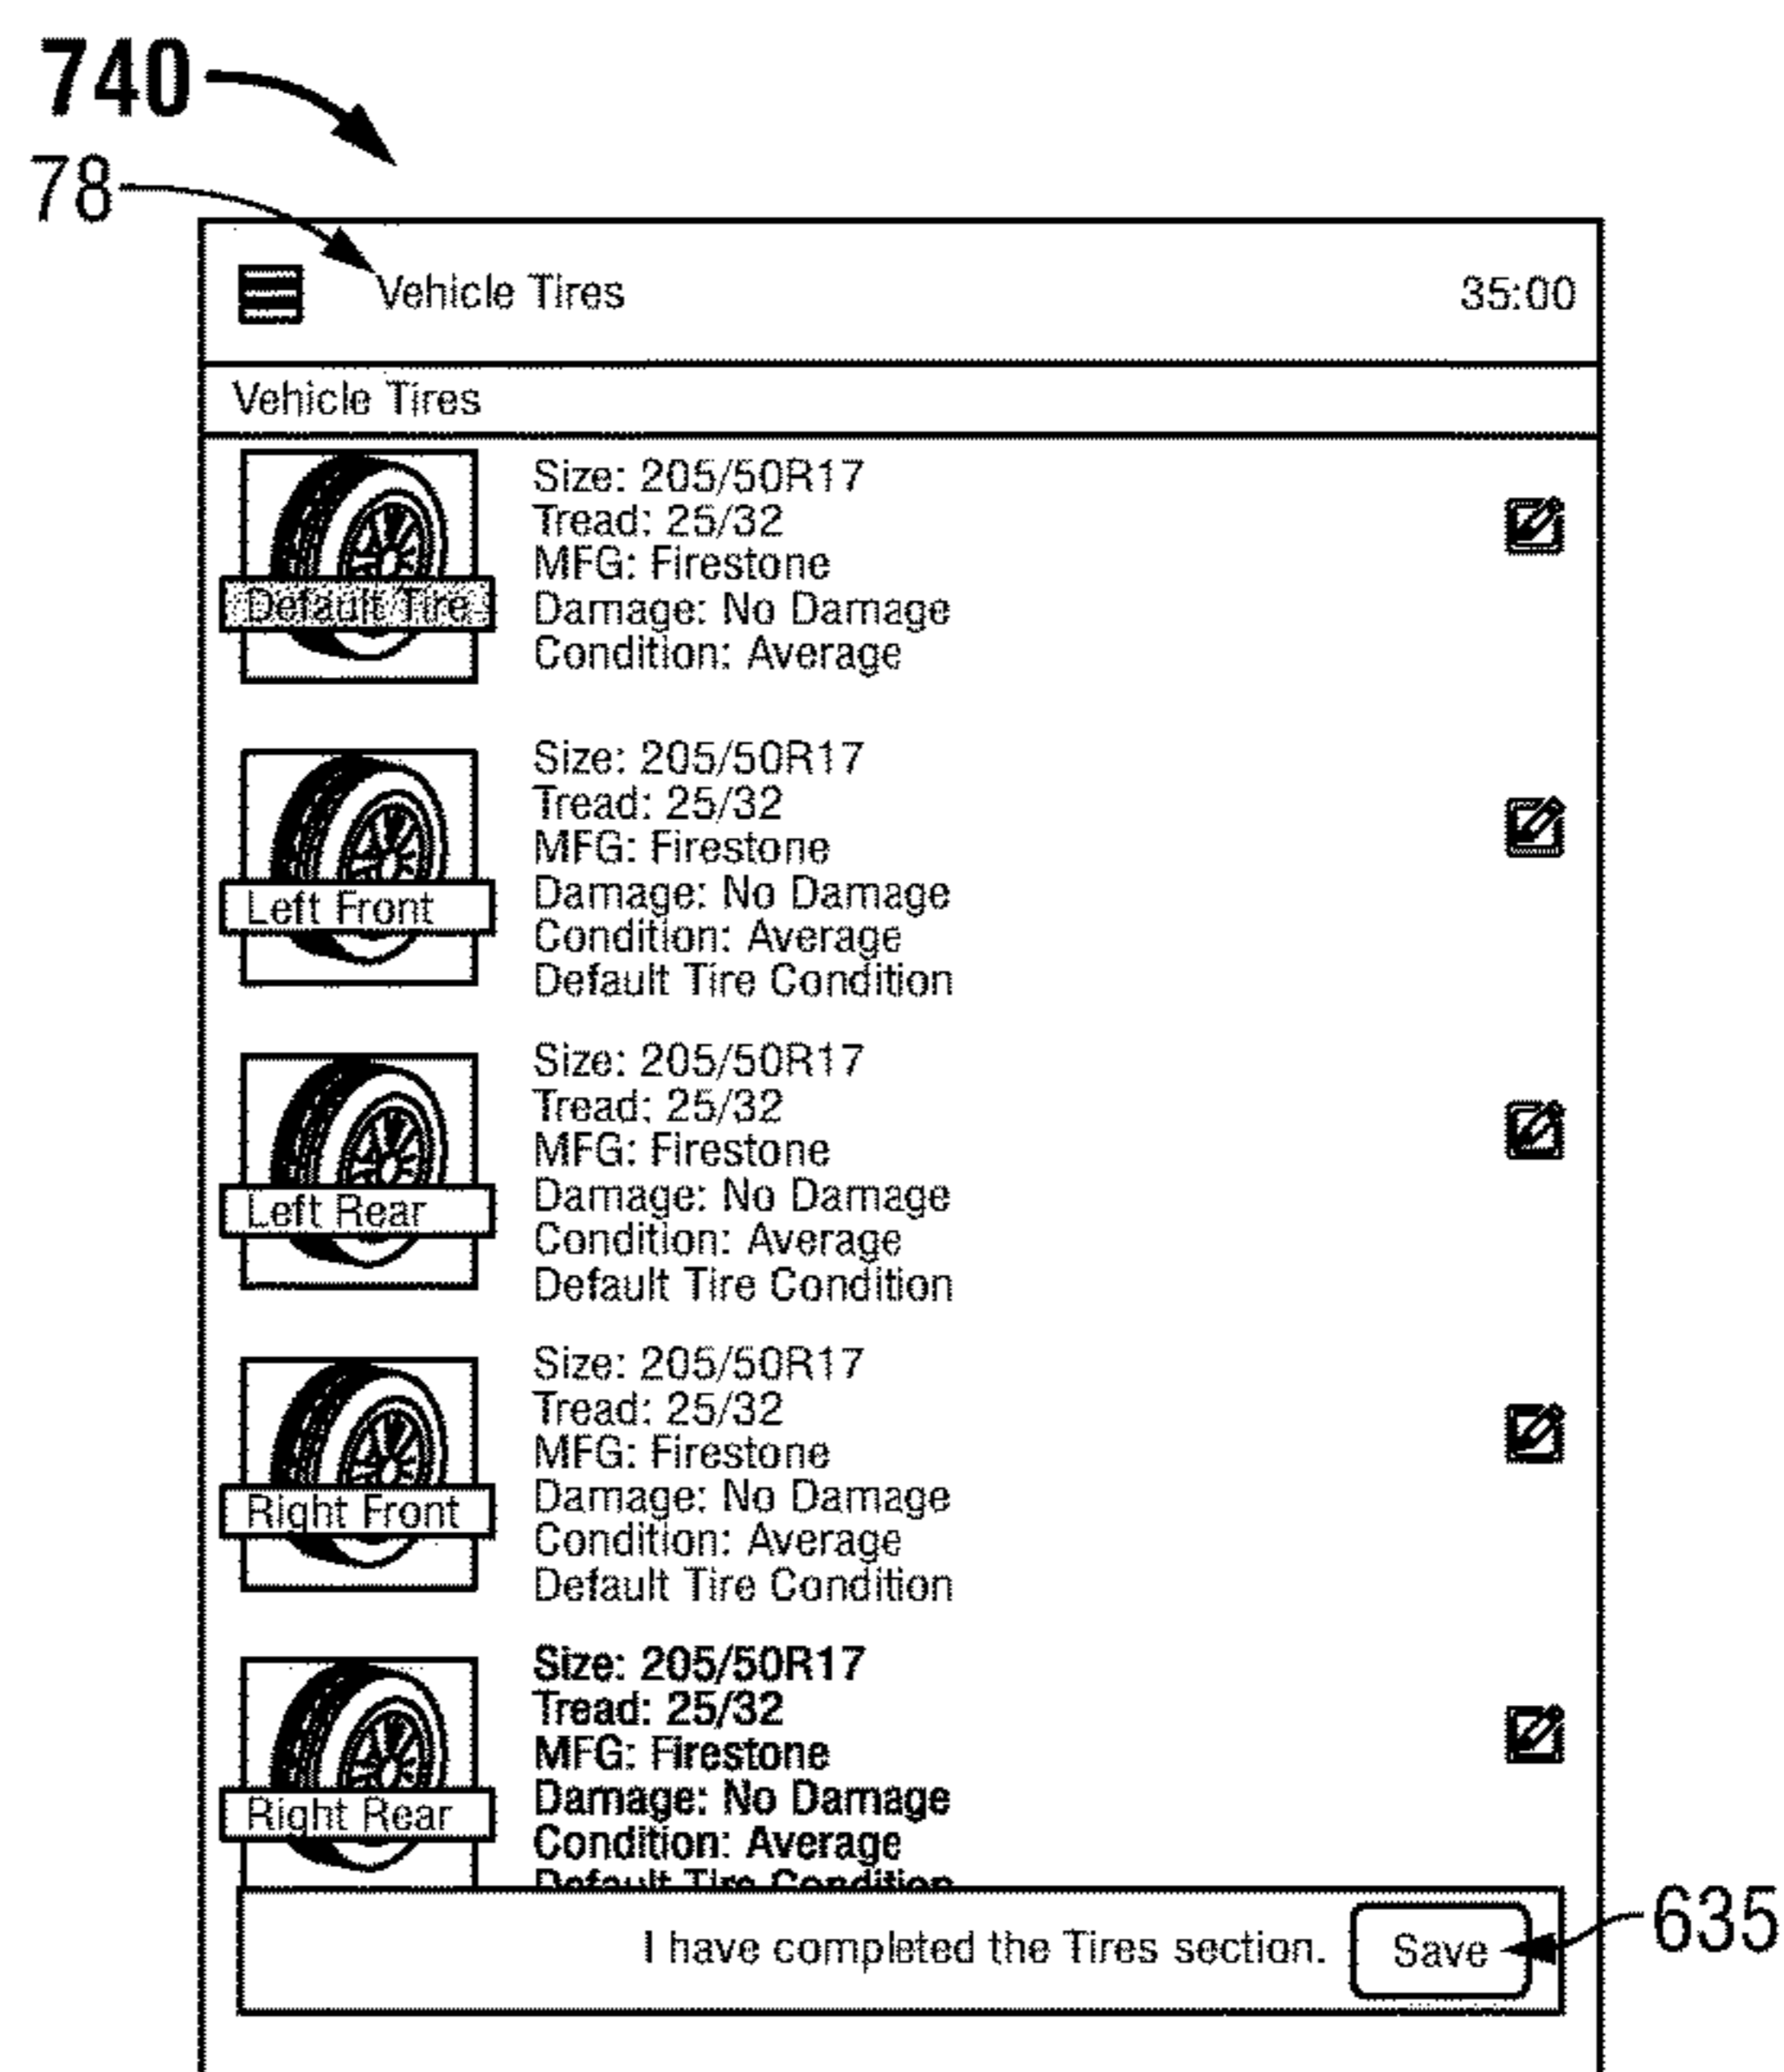 740
78
Vehicle Tires 35:00
Vehicle Tires
Default Tire
Size: 205/50R17
Tread: 25/32
MFG: Firestone
Damage: No Damage
Condition: Average
Left Front
Size: 205/50R17
Tread: 25/32
MFG: Firestone
Damage: No Damage
Condition: Average
Default Tire Condition
Left Rear
Size: 205/50R17
Tread: 25/32
MFG: Firestone
Damage: No Damage
Condition: Average
Default Tire Condition
Right Front
Size: 205/50R17
Tread: 25/32
MFG: Firestone
Damage: No Damage
Condition: Average
Default Tire Condition
Right Rear
Size: 205/50R17
Tread: 25/32
MFG: Firestone
Damage: No Damage
Condition: Average
Default Tire Condition
I have completed the Tires section. Save
635